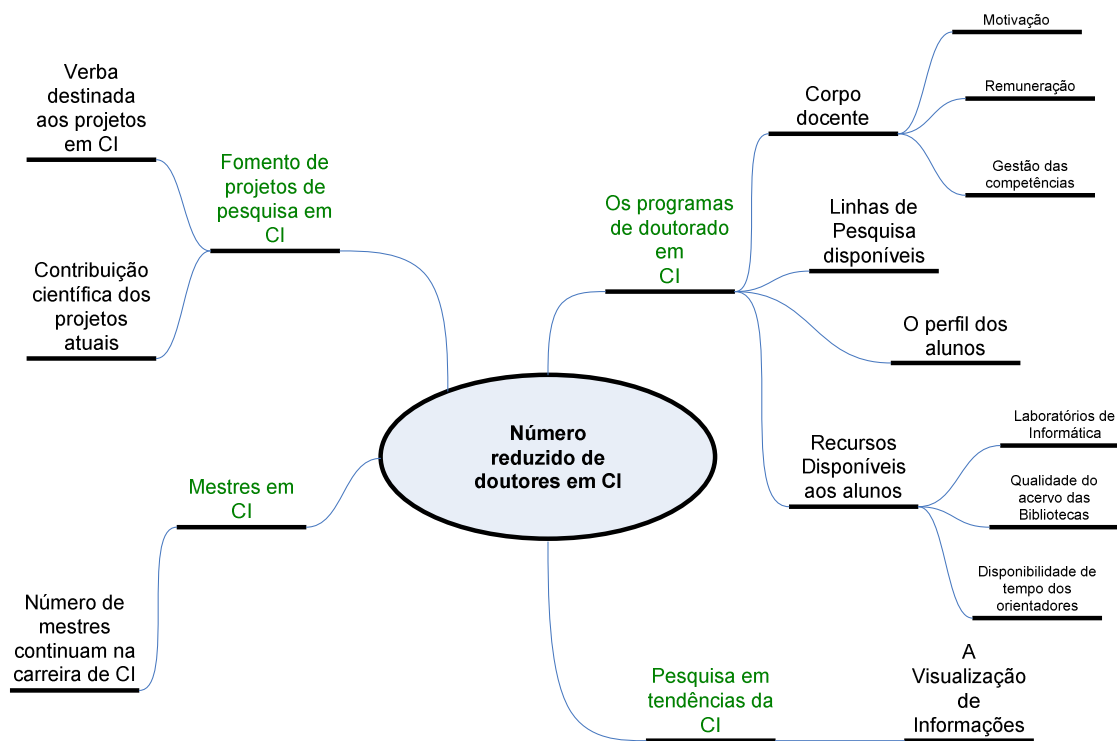 Número
reduzido de
doutores em CI
Fomento de
projetos de
pesquisa em
CI
Verba
destinada
aos projetos
em CI
Contribuição
científica dos
projetos
atuais
Mestres em
CI
Número de
mestres
continuam na
carreira de CI
Os programas
de doutorado
em
CI
Corpo
docente
Motivação
Remuneração
Gestão das
competências
Linhas de
Pesquisa
disponíveis
O perfil dos
alunos
Recursos
Disponíveis
aos alunos
Laboratórios de
Informática
Qualidade do
acervo das
Bibliotecas
Disponibilidade de
tempo dos
orientadores
Pesquisa em
tendências da
CI
A
Visualização
de
Informações